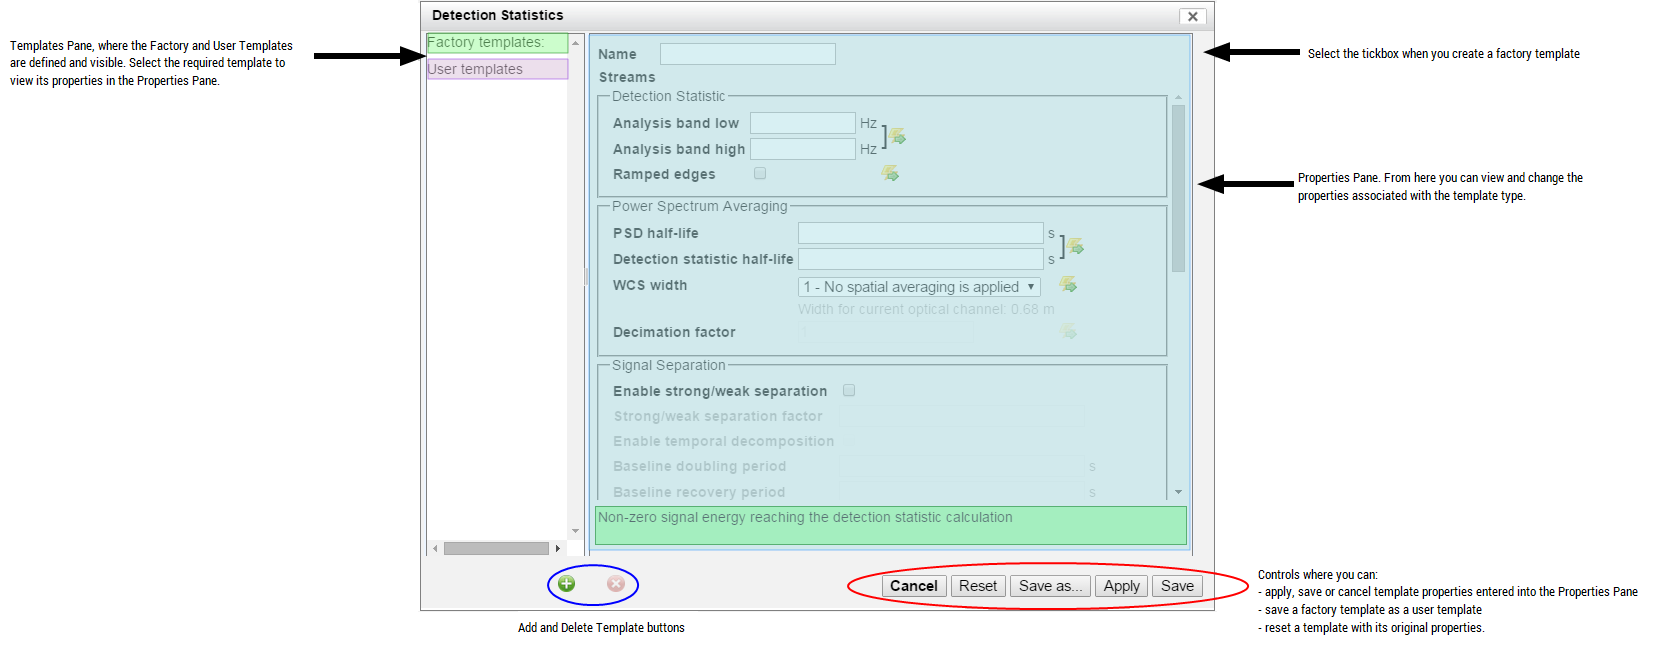 Detection Statistics
Templates Pane, where the Factory and User Templates
are defined and visible. Select the required template to
view its properties in the Properties Pane.
Factory templates:
User templates
Name
Streams
Select the tickbox when you create a factory template
Detection Statistic
Analysis band low Hz
Analysis band high Hz
Ramped edges
Properties Pane. From here you can view and change the
properties associated with the template type.
Power Spectrum Averaging
PSD half-life s
Detection statistic half-life s
WCS width 1 - No spatial averaging is applied
Width for current optical channel: 0.68 m
Decimation factor
Signal Separation
Enable strong/weak separation
Strong/weak separation factor
Enable temporal decomposition
Baseline doubling period s
Baseline recovery period s
Non-zero signal energy reaching the detection statistic calculation
Cancel Reset Save as... Apply Save
Add and Delete Template buttons
Controls where you can:
- apply, save or cancel template properties entered into the Properties Pane
- save a factory template as a user template
- reset a template with its original properties.